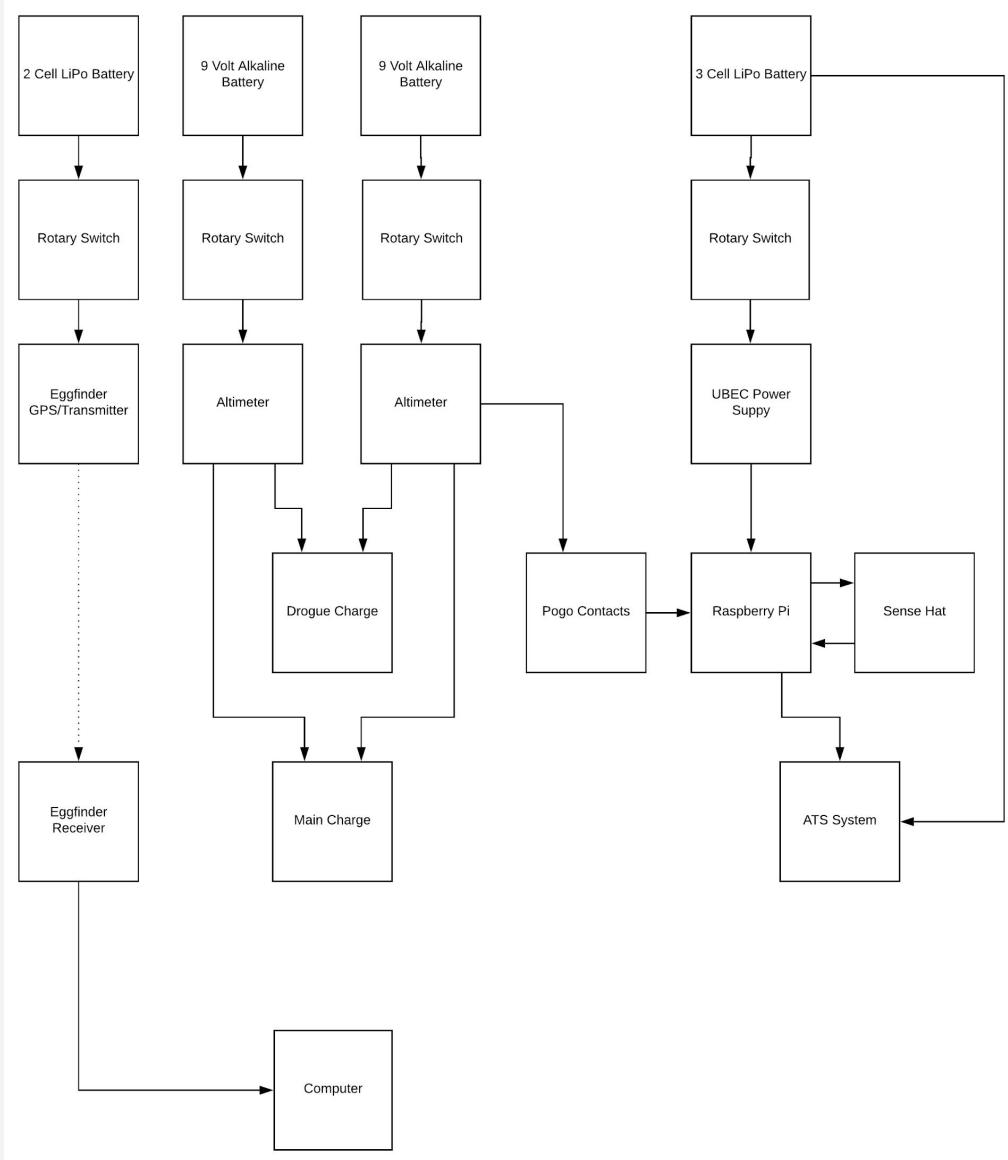 2 Cell LiPo Battery
9 Volt Alkaline
Battery
9 Volt Alkaline
Battery
3 Cell LiPo Battery
Rotary Switch
Rotary Switch
Rotary Switch
Rotary Switch
Eggfinder
GPS/Transmitter
Altimeter
Altimeter
UBEC Power
Suppy
Drogue Charge
Pogo Contacts
Raspberry Pi
Sense Hat
Eggfinder
Receiver
Main Charge
ATS System
Computer